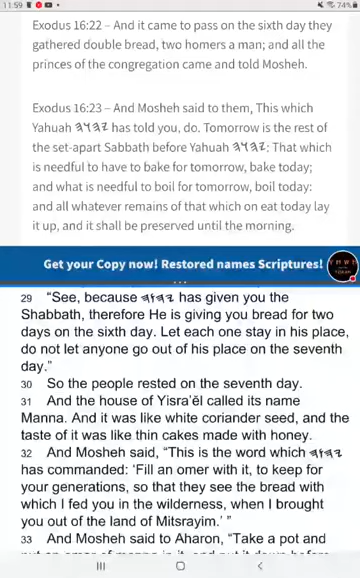 11:59
74%
Exodus 16:22 – And it came to pass on the sixth day they
gathered double bread, two homers a man; and all the
princes of the congregation came and told Mosheh.
Exodus 16:23 – And Mosheh said to them, This which
Yahuah 𐤉𐤄𐤅𐤄 has told you, do. Tomorrow is the rest of
the set-apart Sabbath before Yahuah 𐤉𐤄𐤅𐤄: That which
is needful to have to bake for tomorrow, bake today;
and what is needful to boil for tomorrow, boil today:
and all whatever remains of that which on eat today lay
it up, and it shall be preserved until the morning.
Get your Copy now! Restored names Scriptures!
29 “See, because 𐤉𐤄𐤅𐤄 has given you the
Shabbath, therefore He is giving you bread for two
days on the sixth day. Let each one stay in his place,
do not let anyone go out of his place on the seventh
day.”
30 So the people rested on the seventh day.
31 And the house of Yisra’ĕl called its name
Manna. And it was like white coriander seed, and the
taste of it was like thin cakes made with honey.
32 And Mosheh said, “This is the word which 𐤉𐤄𐤅𐤄
has commanded: ‘Fill an omer with it, to keep for
your generations, so that they see the bread with
which I fed you in the wilderness, when I brought
you out of the land of Mitsrayim.’ ”
33 And Mosheh said to Aharon, “Take a pot and